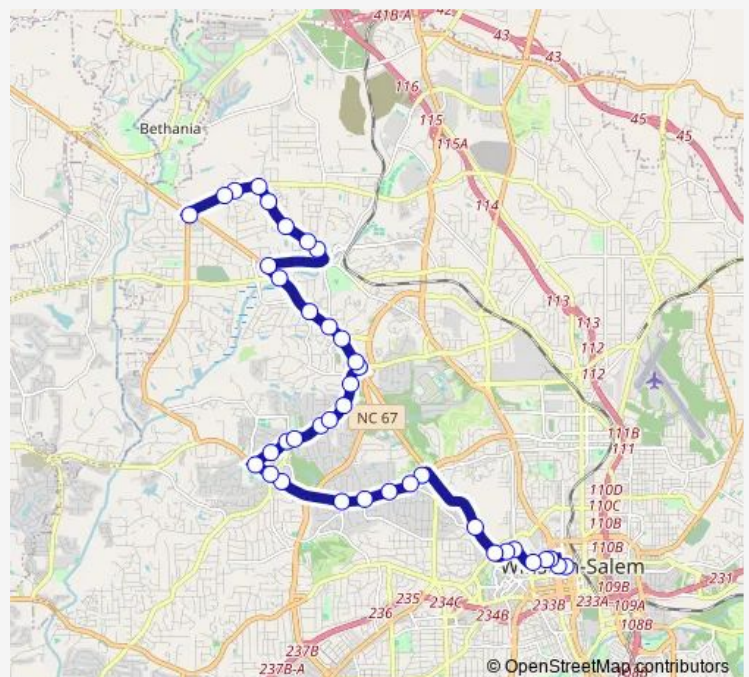 41B-A
42
43
43
116
115
45
45
Bethania
115A
114
113
113
112
112
NC 67
111B
111
110D
110C
110B
110B
Winston-Salem
231
109B
235
234C
234B
233B
233A
109A
236
108B
237B
237B-A
© OpenStreetMap contributors